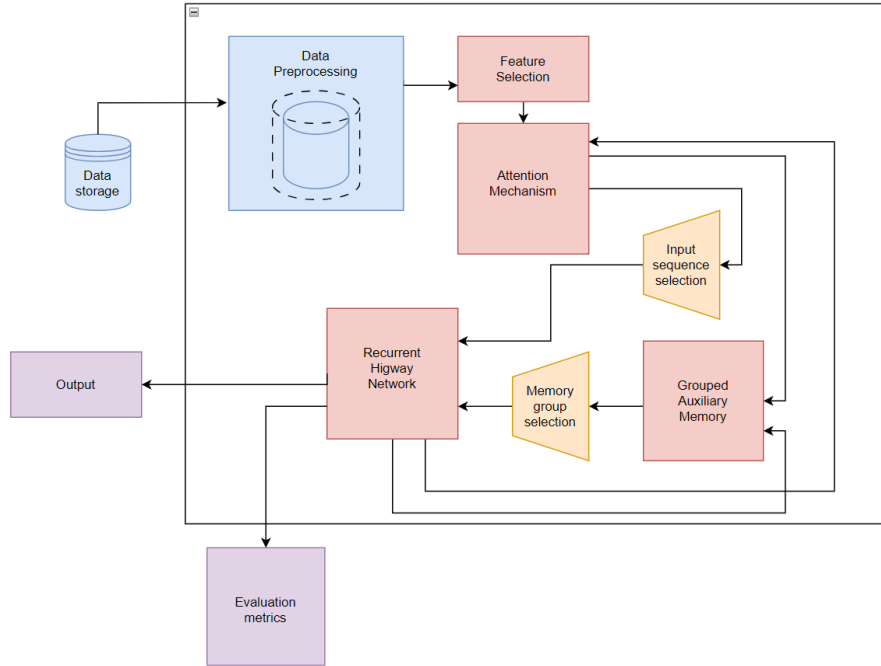 Data
Preprocessing
Feature
Selection
Data
storage
Attention
Mechanism
Input
sequence
selection
Recurrent
Higway
Network
Output
Memory
group
selection
Grouped
Auxiliary
Memory
Evaluation
metrics